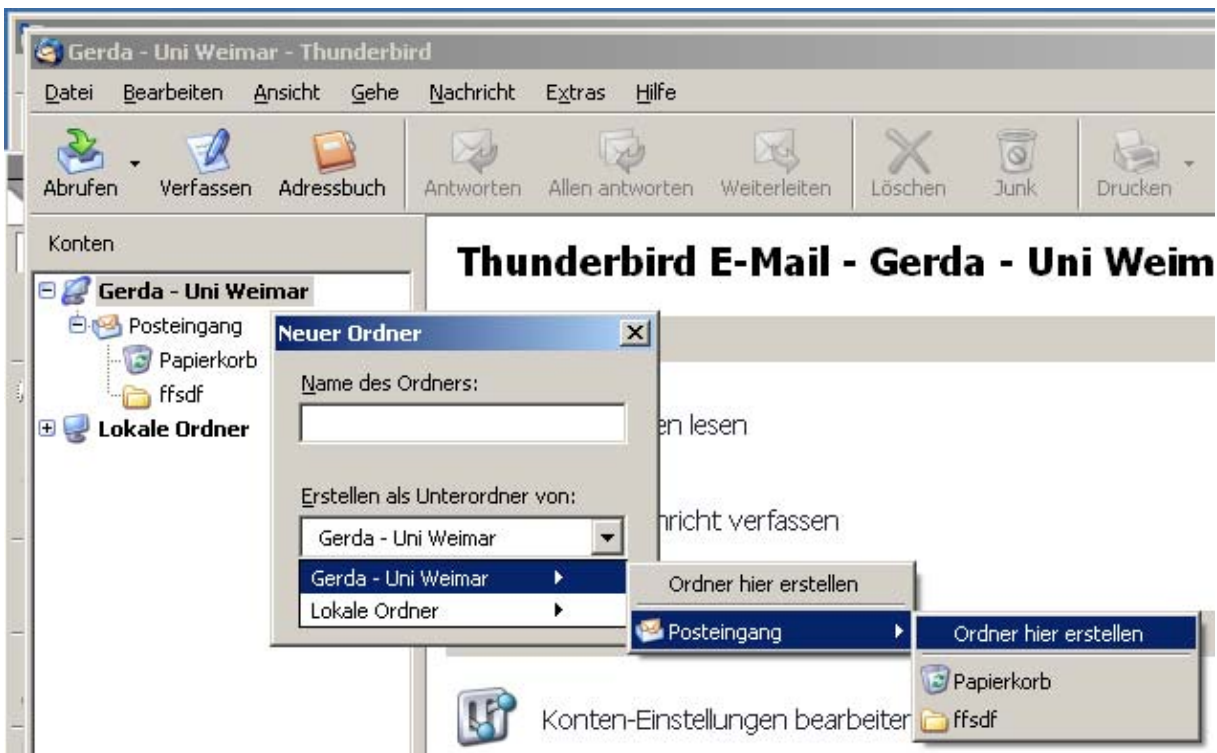 Gerda - Uni Weimar - Thunderbird
Datei Bearbeiten Ansicht Gehe Nachricht Extras Hilfe
Abrufen Verfassen Adressbuch Antworten Allen antworten Weiterleiten Löschen Junk Drucken
Konten
Thunderbird E-Mail - Gerda - Uni Weim
Gerda - Uni Weimar
Posteingang
Papierkorb
ffsdf
Lokale Ordner
Neuer Ordner
Name des Ordners:
en lesen
Erstellen als Unterordner von:
Gerda - Uni Weimar
hricht verfassen
Gerda - Uni Weimar
Lokale Ordner
Ordner hier erstellen
Posteingang
Ordner hier erstellen
Papierkorb
ffsdf
Konten-Einstellungen bearbeiten